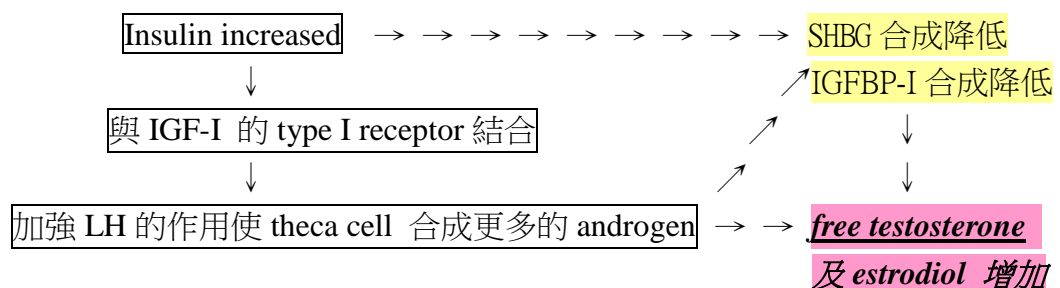 Insulin increased → → → → → → → → → SHBG 合成降低
↓ ↗ IGFBP-I 合成降低
與 IGF-I 的 type I receptor 結合 ↗ ↓
↓ ↗ ↓
加強 LH 的作用使 theca cell 合成更多的 androgen → → free testosterone
及 estrodiol 增加